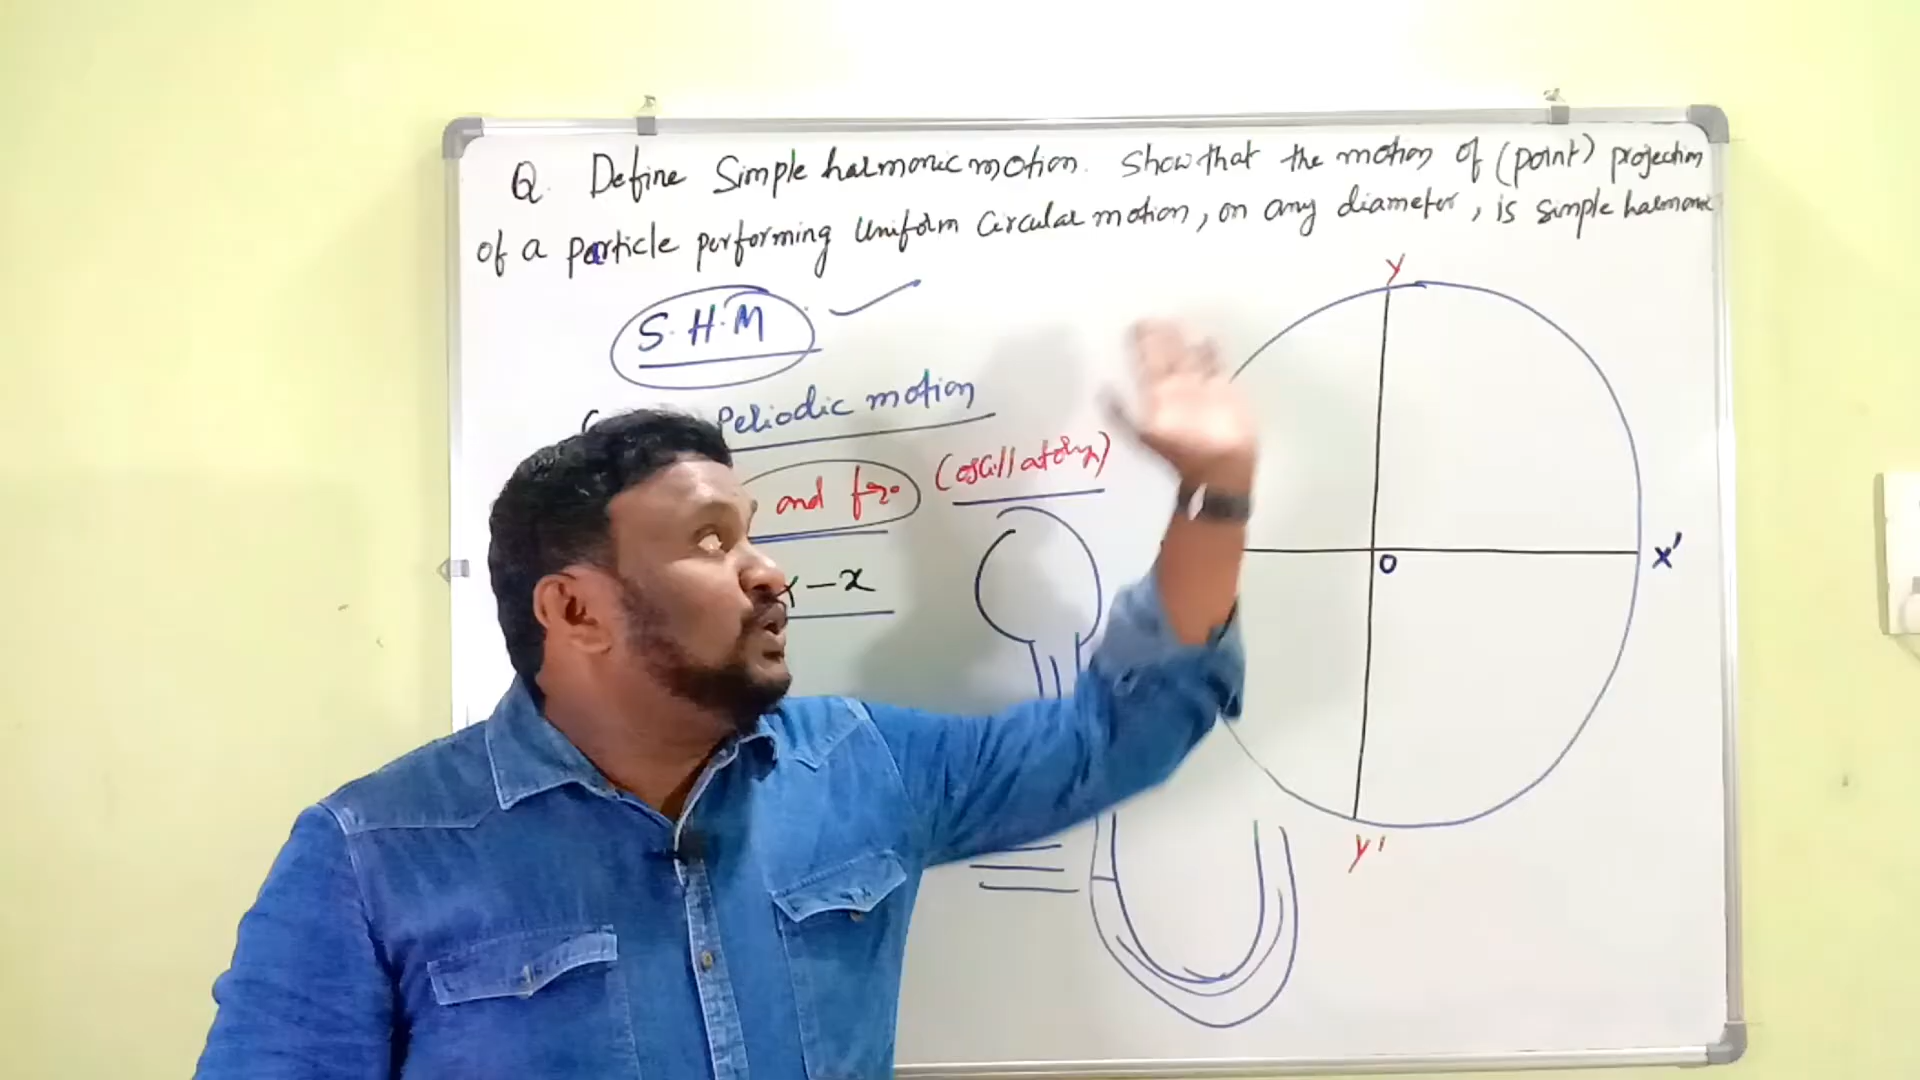 Q. Define Simple harmonic motion. Show that the motion of (point) projection
of a particle performing uniform circular motion, on any diameter, is simple harmonic
S.H.M
Periodic motion
and fro (oscillatory)
- x
Y
O
X'
Y'